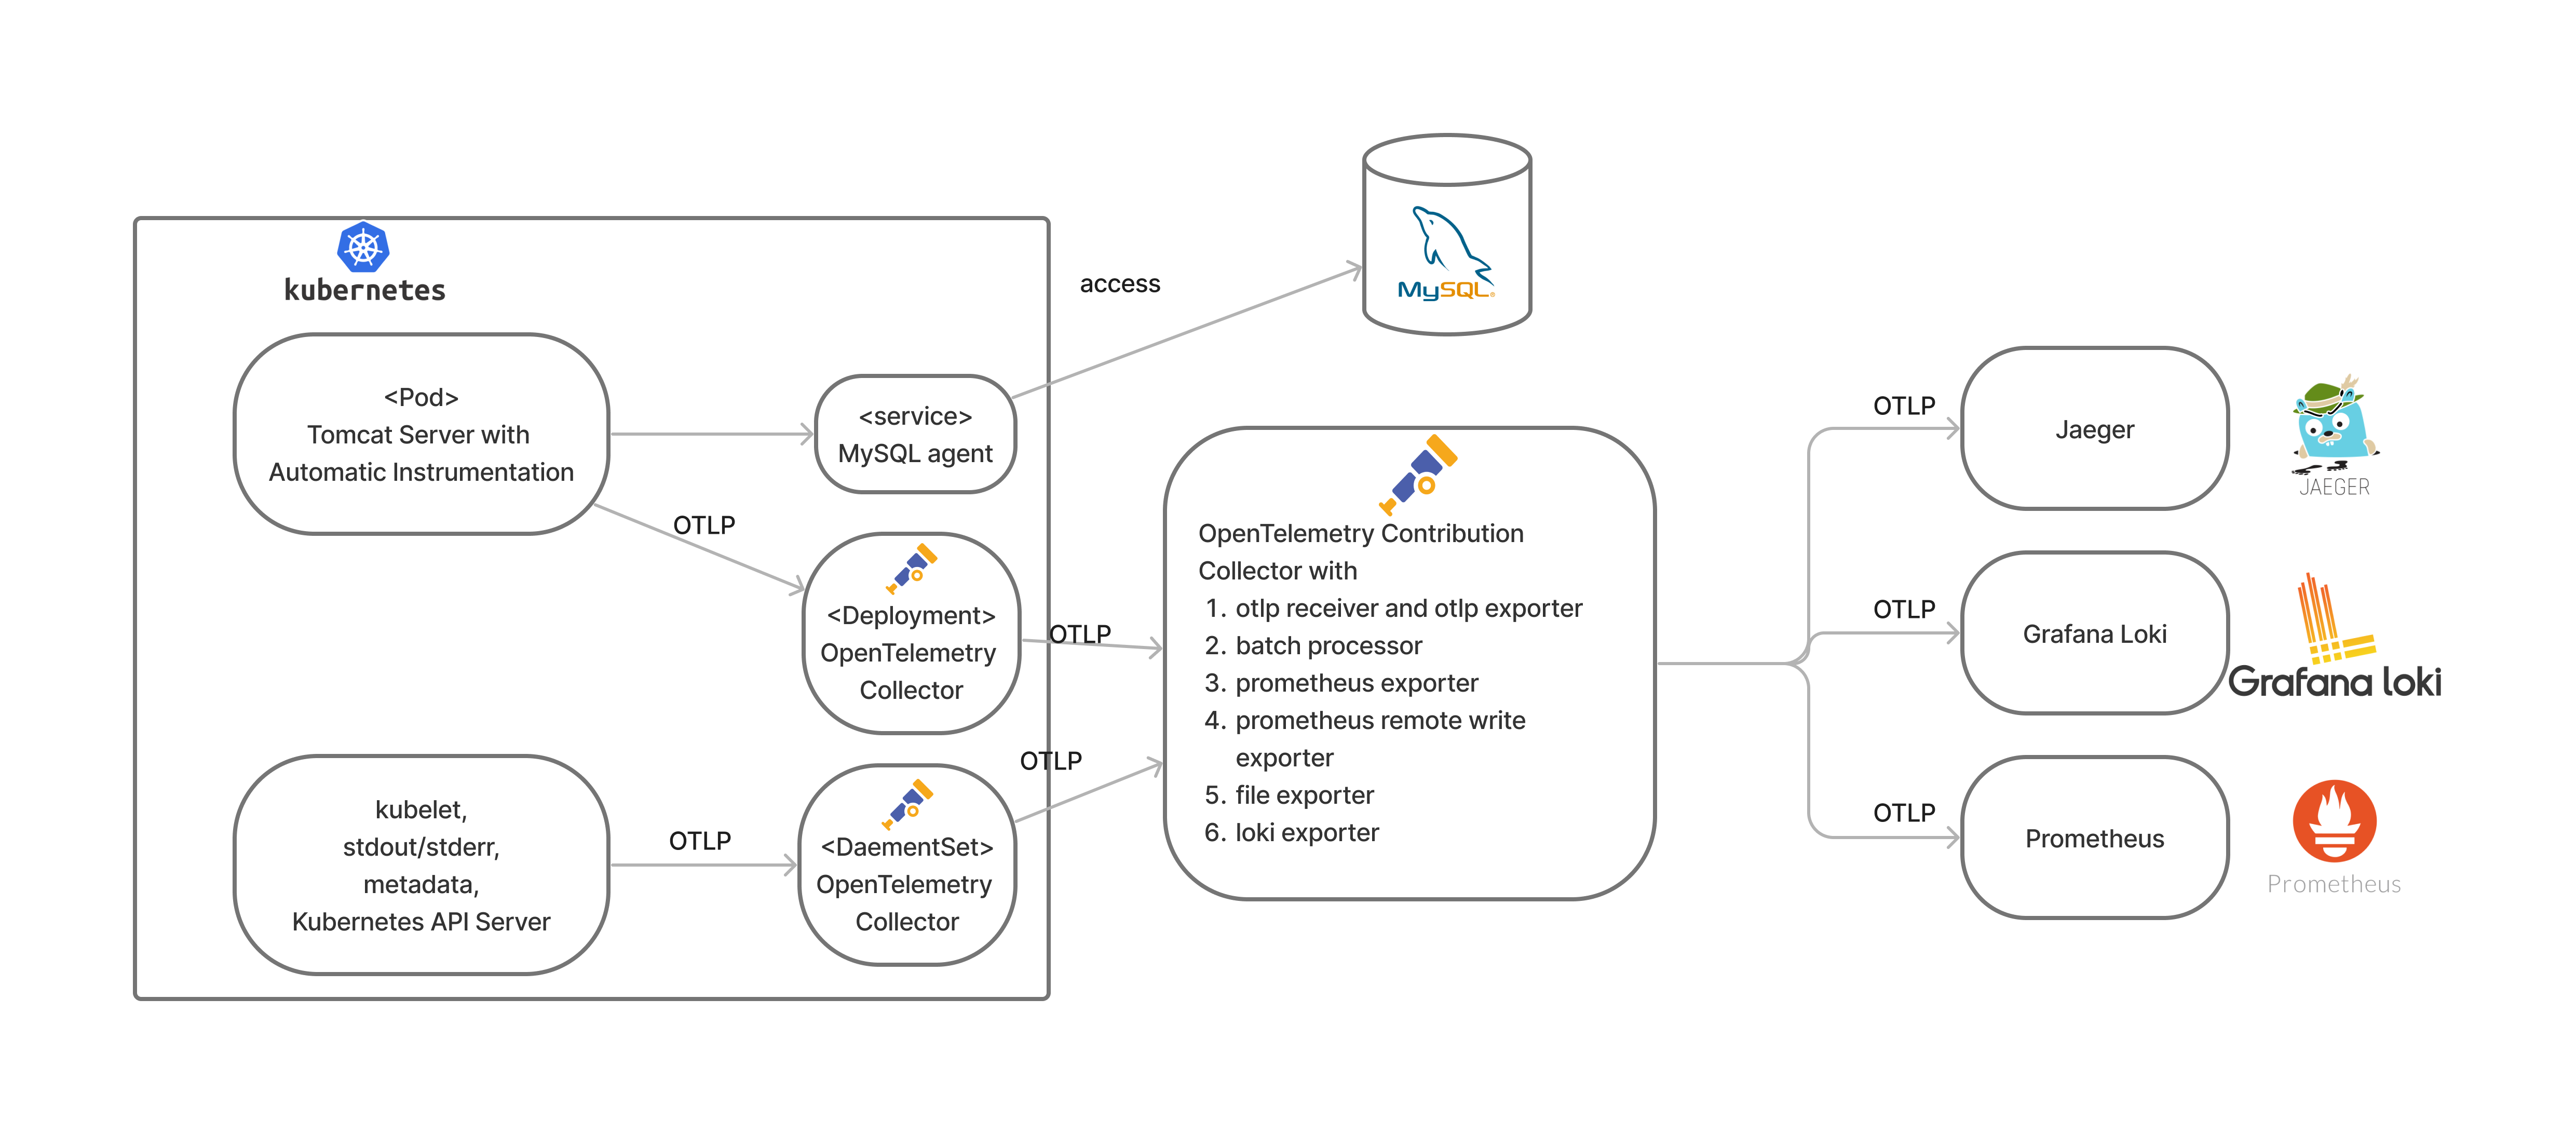 kubernetes
<Pod>
Tomcat Server with
Automatic Instrumentation
<service>
MySQL agent
access
MySQL
OTLP
<Deployment>
OpenTelemetry
Collector
OTLP
kubelet,
stdout/stderr,
metadata,
Kubernetes API Server
OTLP
<DaementSet>
OpenTelemetry
Collector
OTLP
OpenTelemetry Contribution
Collector with
1. otlp receiver and otlp exporter
2. batch processor
3. prometheus exporter
4. prometheus remote write
exporter
5. file exporter
6. loki exporter
OTLP
Jaeger
JAEGER
OTLP
Grafana Loki
Grafana loki
OTLP
Prometheus
Prometheus